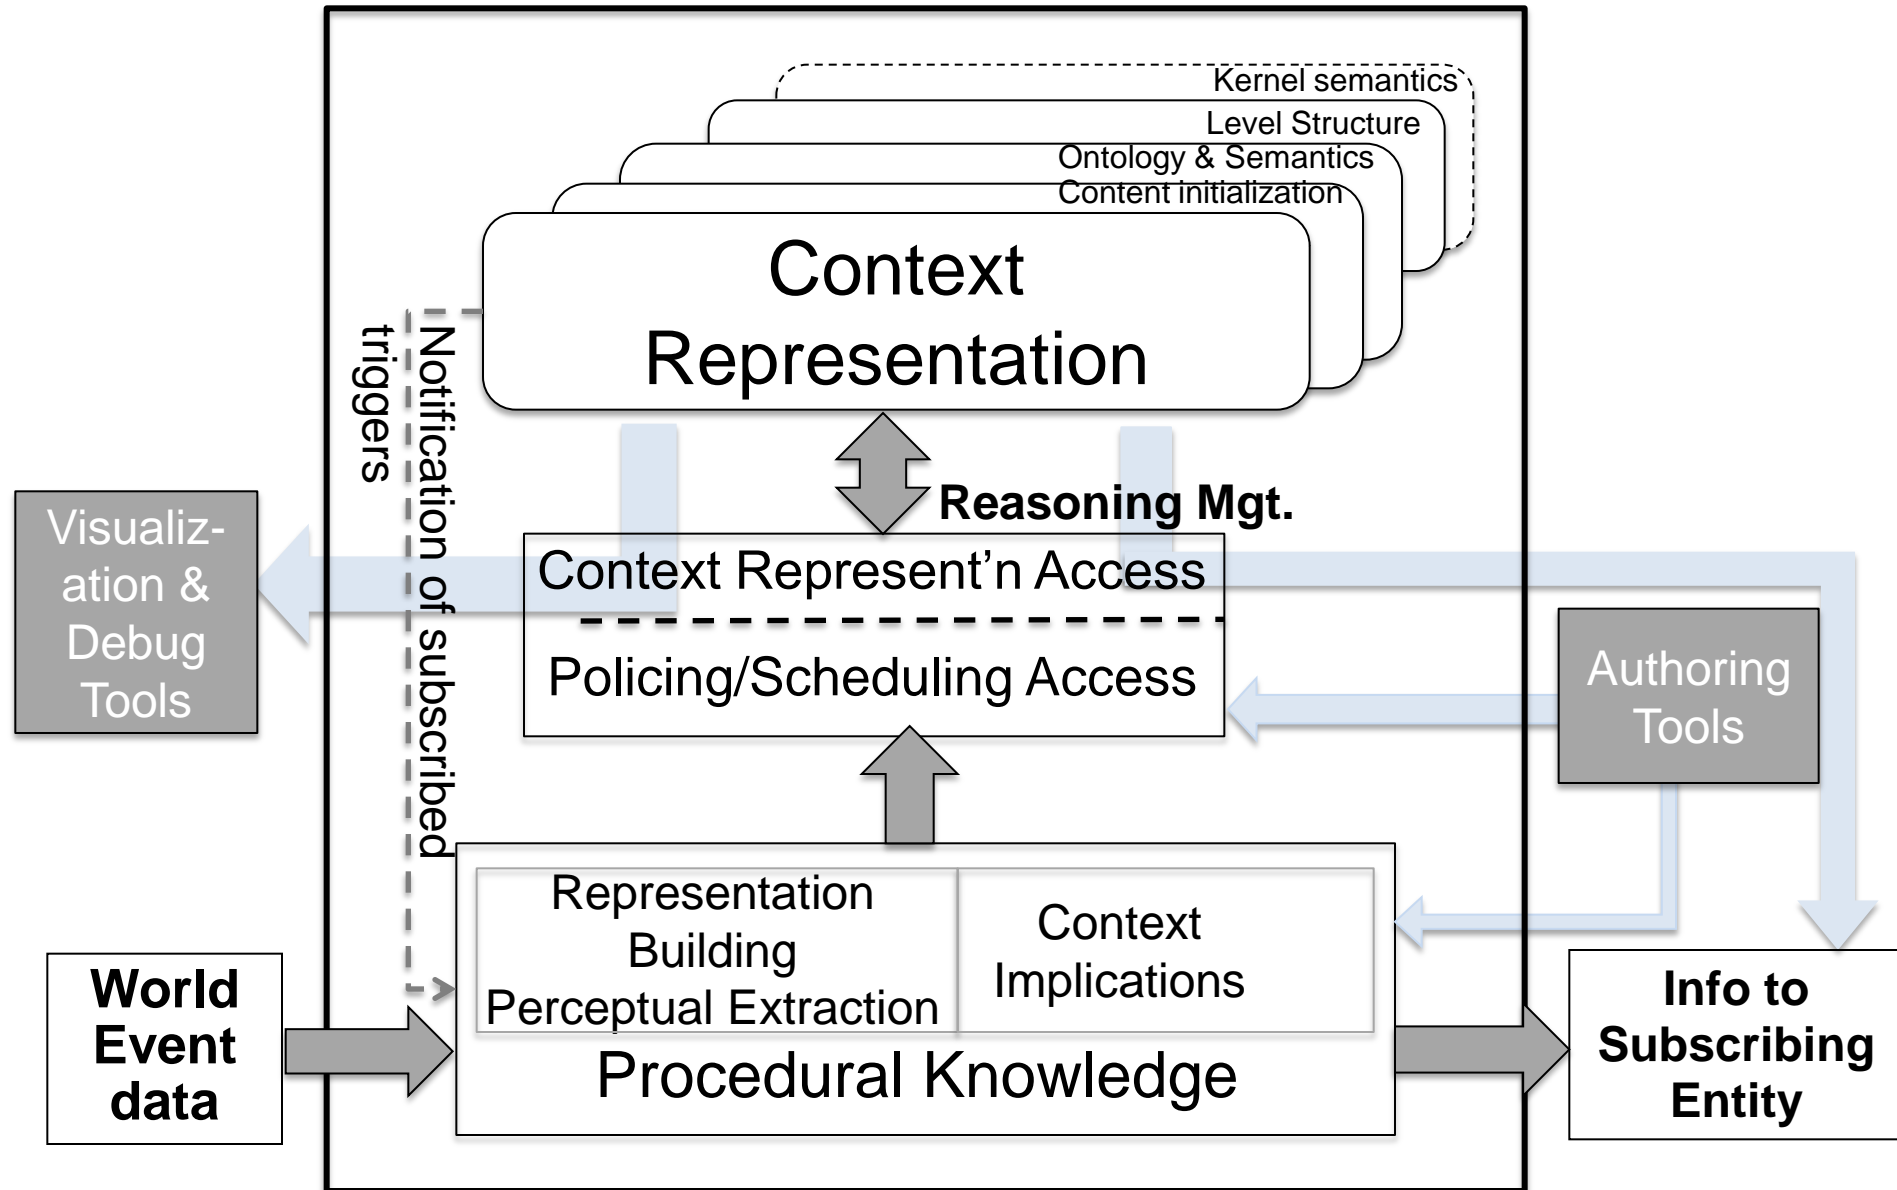 Kernel semantics
Level Structure
Ontology & Semantics
Content initialization
Context
Representation
Notification of subscribed
triggers
Reasoning Mgt.
Visualiz-
ation &
Debug
Tools
Context Represent’n Access
Policing/Scheduling Access
Authoring
Tools
Representation
Building
Perceptual Extraction
Context
Implications
Procedural Knowledge
World
Event
data
Info to
Subscribing
Entity